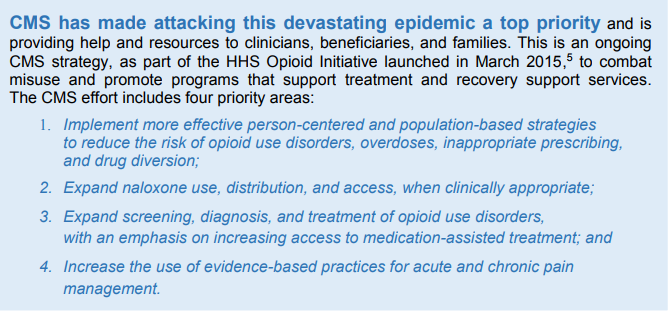 CMS has made attacking this devastating epidemic a top priority and is
providing help and resources to clinicians, beneficiaries, and families. This is an ongoing
CMS strategy, as part of the HHS Opioid Initiative launched in March 2015,5 to combat
misuse and promote programs that support treatment and recovery support services.
The CMS effort includes four priority areas:
1. Implement more effective person-centered and population-based strategies
to reduce the risk of opioid use disorders, overdoses, inappropriate prescribing,
and drug diversion;
2. Expand naloxone use, distribution, and access, when clinically appropriate;
3. Expand screening, diagnosis, and treatment of opioid use disorders,
with an emphasis on increasing access to medication-assisted treatment; and
4. Increase the use of evidence-based practices for acute and chronic pain
management.